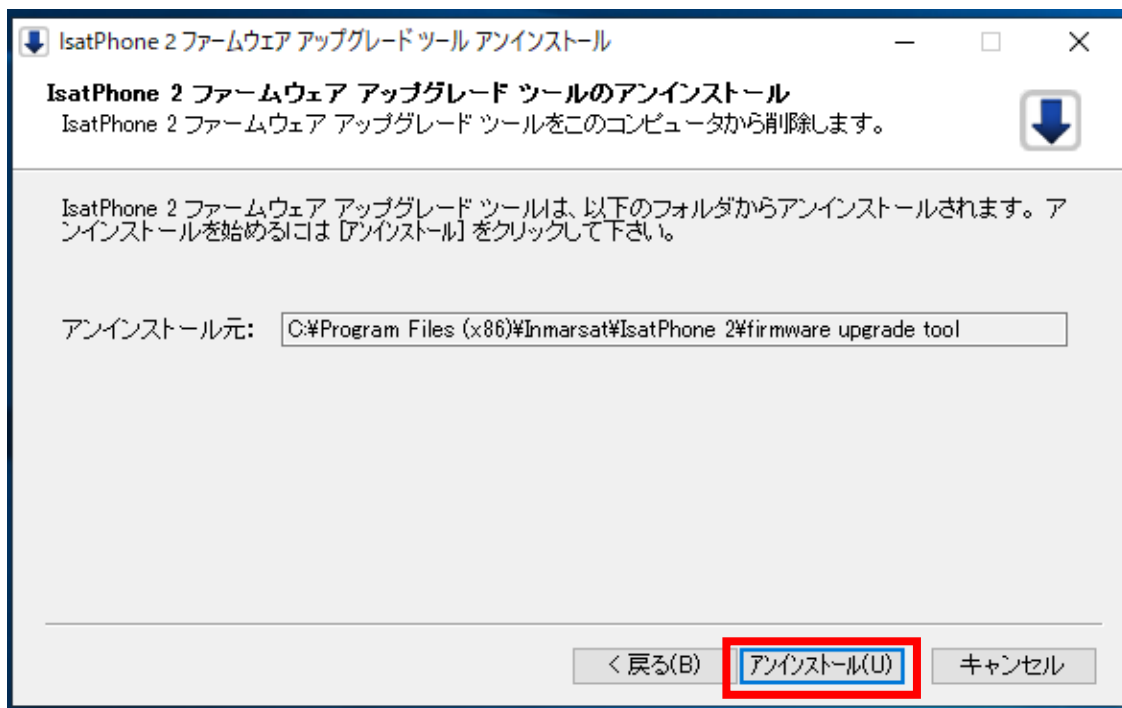 IsatPhone 2 ファームウェア アップグレード ツール アンインストール
IsatPhone 2 ファームウェア アップグレード ツールのアンインストール
IsatPhone 2 ファームウェア アップグレード ツールをこのコンピュータから削除します。
IsatPhone 2 ファームウェア アップグレード ツールは、以下のフォルダからアンインストールされます。ア
ンインストールを始めるには [アンインストール] をクリックして下さい。
アンインストール元: C:¥Program Files (x86)¥Inmarsat¥IsatPhone 2¥firmware upgrade tool
< 戻る(B) アンインストール(U) キャンセル